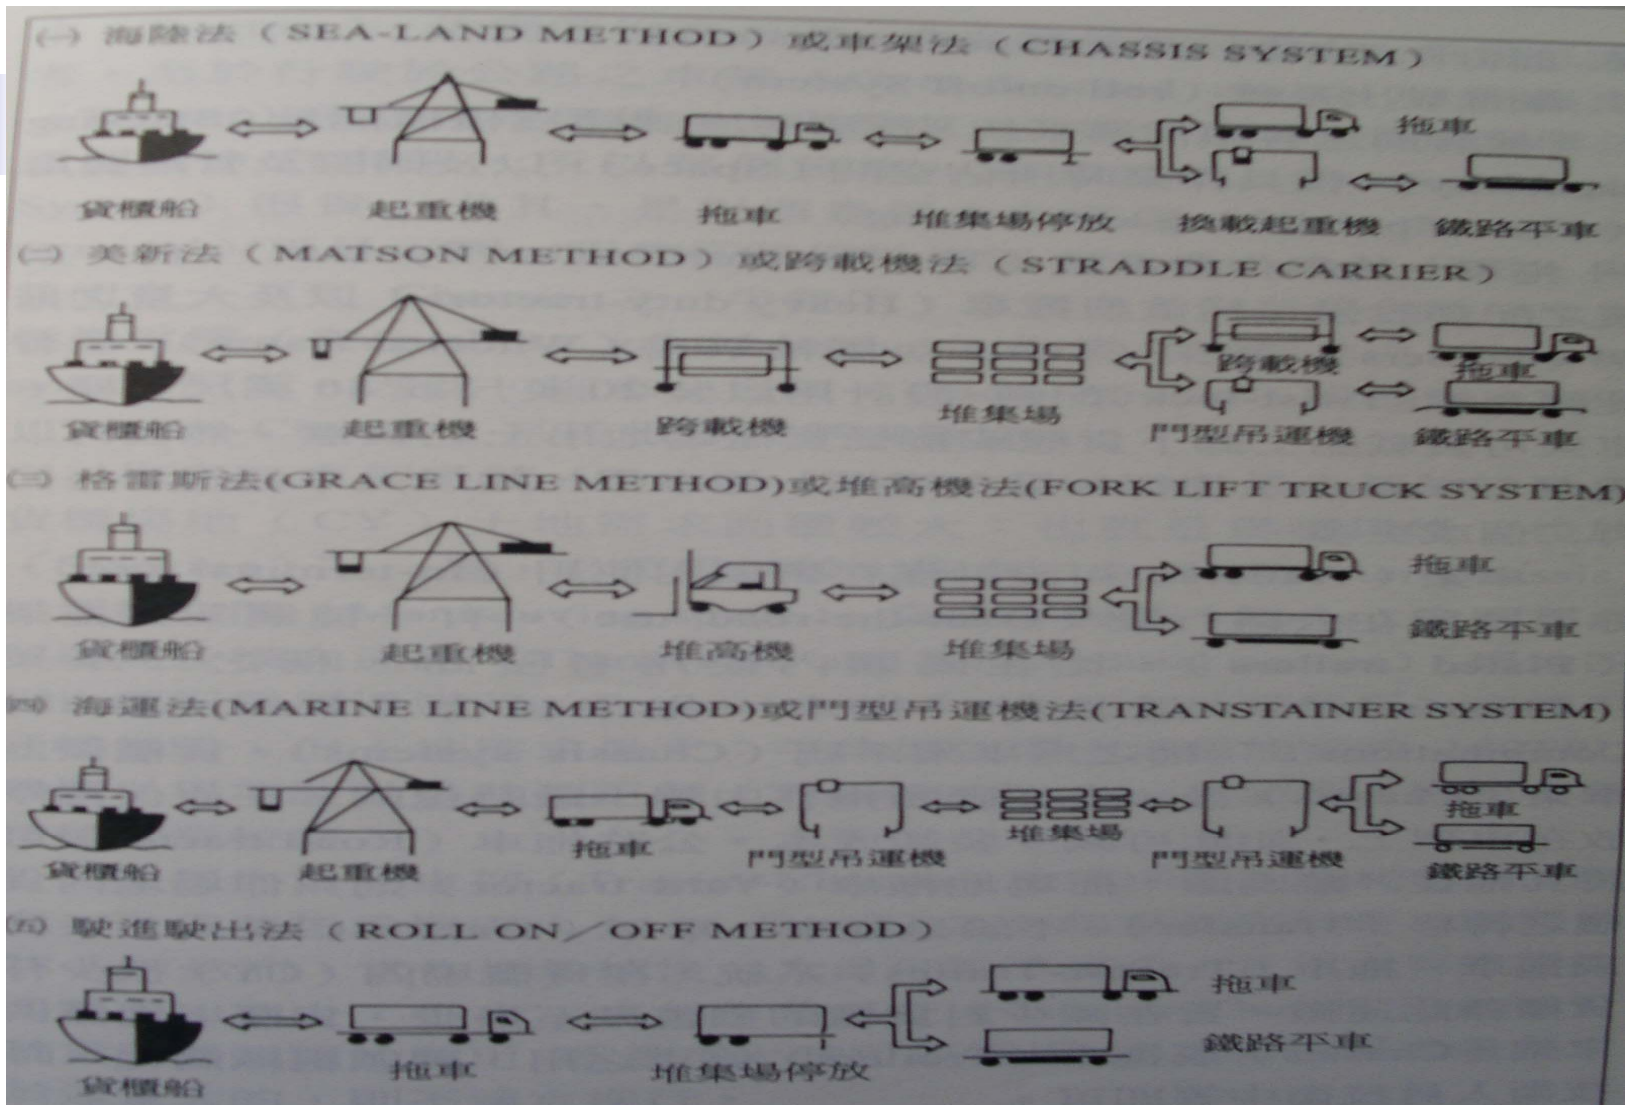 (一) 海陸法（SEA-LAND METHOD）或車架法（CHASSIS SYSTEM）
拖車
貨櫃船 起重機 拖車 堆集場停放 換載起重機 鐵路平車
(二) 美新法（MATSON METHOD）或跨載機法（STRADDLE CARRIER）
跨載機 拖車
貨櫃船 起重機 跨載機 堆集場 門型吊運機 鐵路平車
(三) 格雷斯法(GRACE LINE METHOD)或堆高機法(FORK LIFT TRUCK SYSTEM)
拖車
鐵路平車
貨櫃船 起重機 堆高機 堆集場
(四) 海運法(MARINE LINE METHOD)或門型吊運機法(TRANSTAINER SYSTEM)
拖車
貨櫃船 起重機 拖車 門型吊運機 堆集場 門型吊運機 鐵路平車
(五) 駛進駛出法（ROLL ON／OFF METHOD）
拖車
鐵路平車
貨櫃船 拖車 堆集場停放